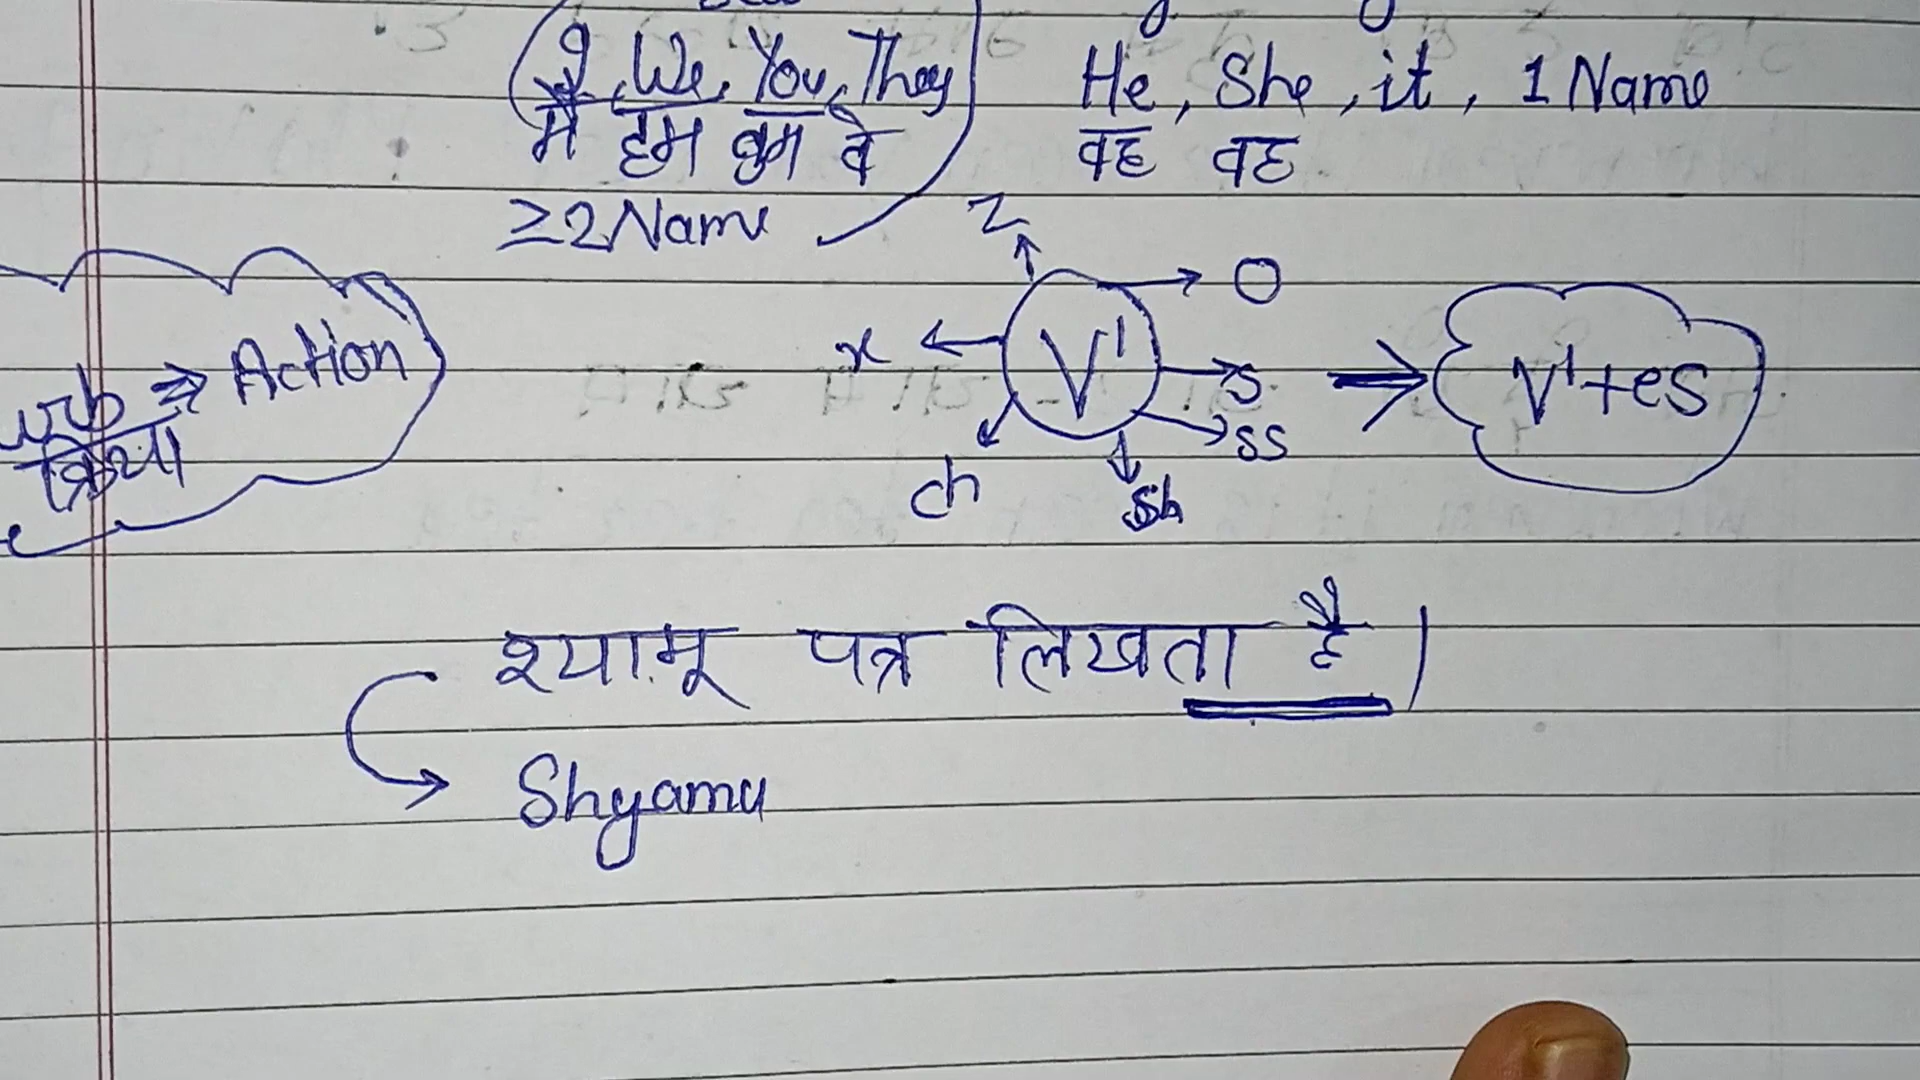 I, We, You, They He, She, it, 1 Name
मैं हम तुम वे वह वह
≥2 Name
z
O
x V¹ s V¹+es
ss
ch sh
⇒ Action
क्रिया
श्यामू पत्र लिखता है।
Shyamu